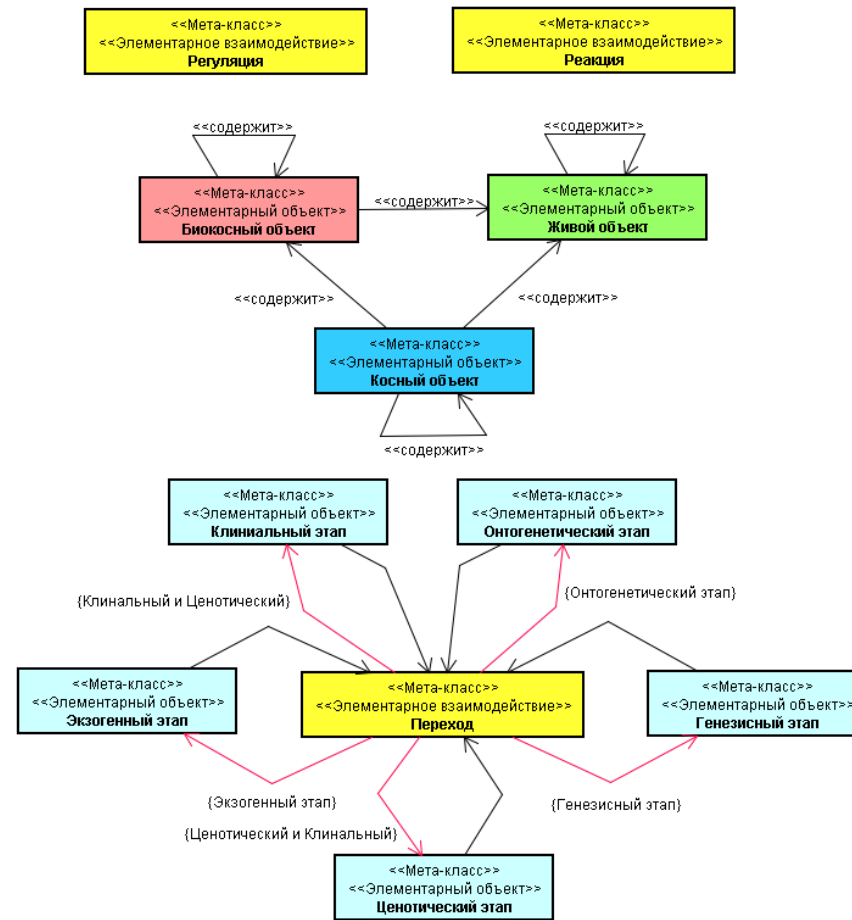 <<Мета-класс>>
<<Элементарное взаимодействие>>
Регуляция
<<Мета-класс>>
<<Элементарное взаимодействие>>
Реакция
<<содержит>>
<<содержит>>
<<Мета-класс>>
<<Элементарный объект>>
Биокосный объект
<<содержит>>
<<Мета-класс>>
<<Элементарный объект>>
Живой объект
<<содержит>>
<<содержит>>
<<Мета-класс>>
<<Элементарный объект>>
Косный объект
<<содержит>>
<<Мета-класс>>
<<Элементарный объект>>
Клиниальный этап
<<Мета-класс>>
<<Элементарный объект>>
Онтогенетический этап
{Клинальный и Ценотический}
{Онтогенетический этап}
<<Мета-класс>>
<<Элементарный объект>>
Экзогенный этап
<<Мета-класс>>
<<Элементарное взаимодействие>>
Переход
<<Мета-класс>>
<<Элементарный объект>>
Генезисный этап
{Экзогенный этап}
{Генезисный этап}
{Ценотический и Клинальный}
<<Мета-класс>>
<<Элементарный объект>>
Ценотический этап